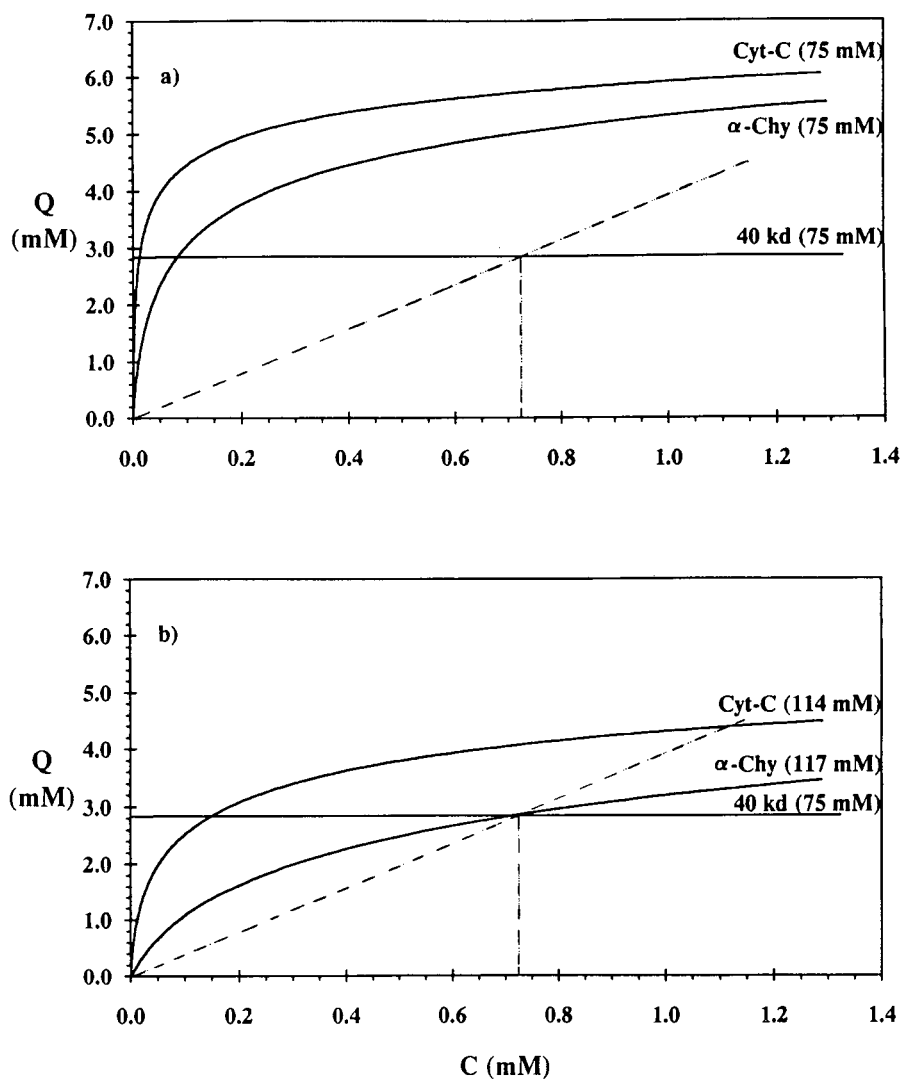 7.0
a)
Cyt-C (75 mM)
6.0
α-Chy (75 mM)
5.0
Q
(mM)
4.0
40 kd (75 mM)
3.0
2.0
1.0
0.0
0.0 0.2 0.4 0.6 0.8 1.0 1.2 1.4
7.0
b)
6.0
5.0
Cyt-C (114 mM)
Q
(mM)
4.0
α-Chy (117 mM)
40 kd (75 mM)
3.0
2.0
1.0
0.0
0.0 0.2 0.4 0.6 0.8 1.0 1.2 1.4
C (mM)